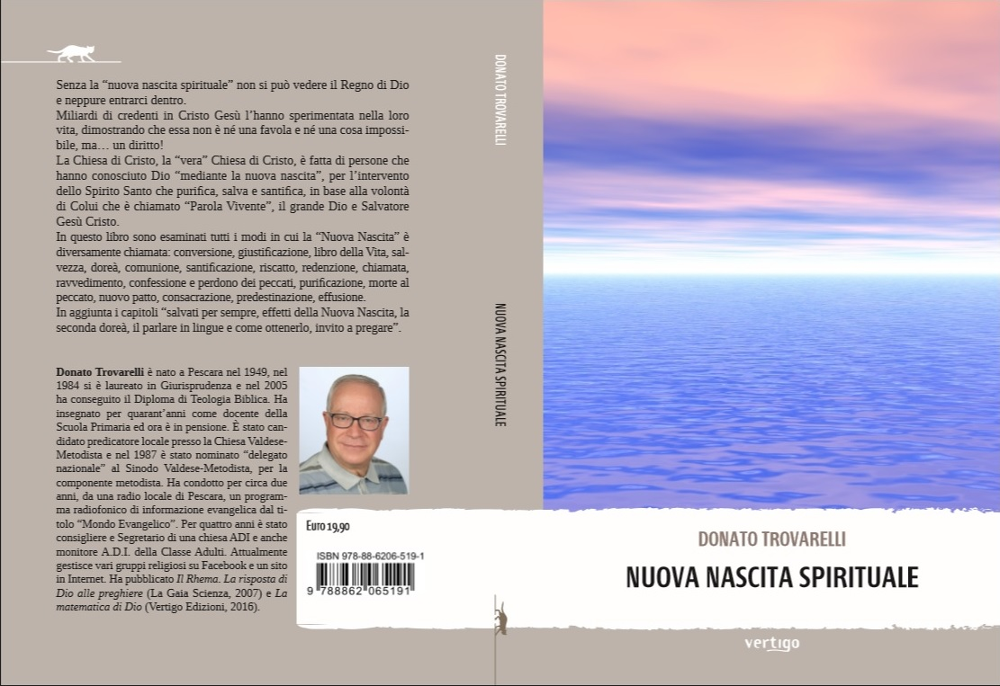 Senza la “nuova nascita spirituale” non si può vedere il Regno di Dio
e neppure entrarci dentro.
Miliardi di credenti in Cristo Gesù l’hanno sperimentata nella loro
vita, dimostrando che essa non è né una favola e né una cosa impossi-
bile, ma… un diritto!
La Chiesa di Cristo, la “vera” Chiesa di Cristo, è fatta di persone che
hanno conosciuto Dio “mediante la nuova nascita”, per l’intervento
dello Spirito Santo che purifica, salva e santifica, in base alla volontà
di Colui che è chiamato “Parola Vivente”, il grande Dio e Salvatore
Gesù Cristo.
In questo libro sono esaminati tutti i modi in cui la “Nuova Nascita” è
diversamente chiamata: conversione, giustificazione, libro della Vita, sal-
vezza, doreà, comunione, santificazione, riscatto, redenzione, chiamata,
ravvedimento, confessione e perdono dei peccati, purificazione, morte al
peccato, nuovo patto, consacrazione, predestinazione, effusione.
In aggiunta i capitoli “salvati per sempre, effetti della Nuova Nascita, la
seconda doreà, il parlare in lingue e come ottenerlo, invito a pregare”.
Donato Trovarelli è nato a Pescara nel 1949, nel
1984 si è laureato in Giurisprudenza e nel 2005
ha conseguito il Diploma di Teologia Biblica. Ha
insegnato per quarant’anni come docente della
Scuola Primaria ed ora è in pensione. È stato can-
didato predicatore locale presso la Chiesa Valdese-
Metodista e nel 1987 è stato nominato “delegato
nazionale” al Sinodo Valdese-Metodista, per la
componente metodista. Ha condotto per circa due
anni, da una radio locale di Pescara, un program-
ma radiofonico di informazione evangelica dal ti-
tolo “Mondo Evangelico”. Per quattro anni è stato
consigliere e Segretario di una chiesa ADI e anche
monitore A.D.I. della Classe Adulti. Attualmente
gestisce vari gruppi religiosi su Facebook e un sito
in Internet. Ha pubblicato Il Rhema. La risposta di
Dio alle preghiere (La Gaia Scienza, 2007) e La
matematica di Dio (Vertigo Edizioni, 2016).
Euro 19,90
ISBN 978-88-6206-519-1
9 788862 065191
DONATO TROVARELLI
NUOVA NASCITA SPIRITUALE
DONATO TROVARELLI
NUOVA NASCITA SPIRITUALE
vertigo